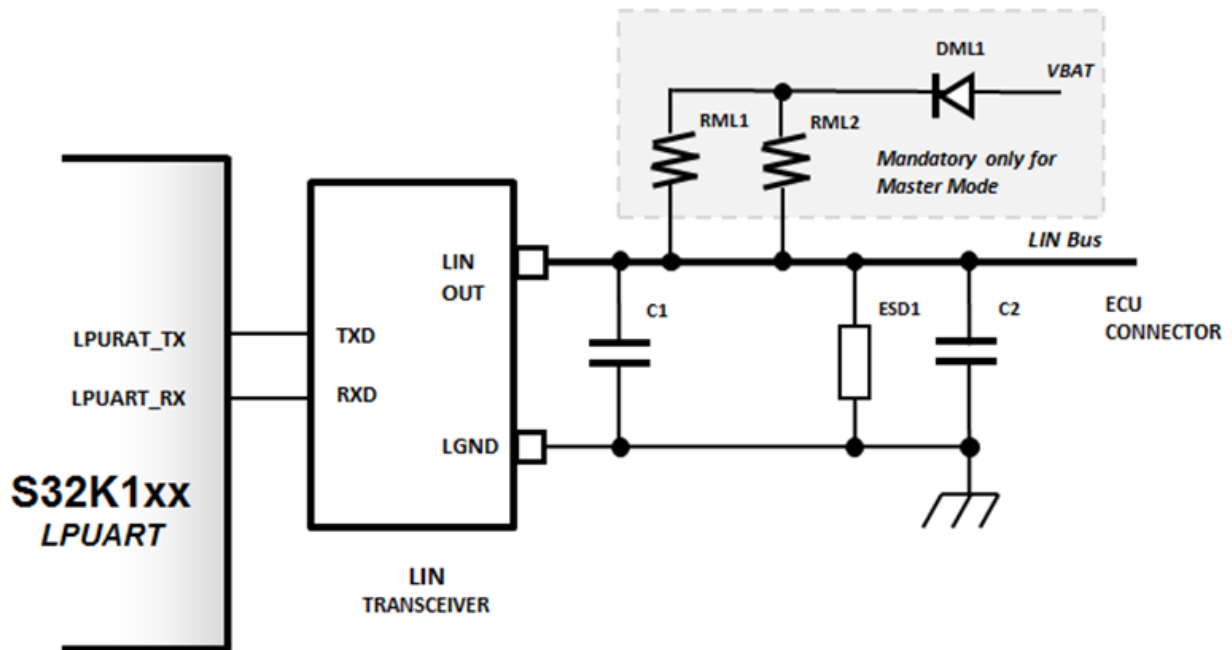 DML1
VBAT
RML1
RML2
Mandatory only for
Master Mode
LIN Bus
LIN
OUT
C1
ESD1
C2
ECU
CONNECTOR
LPURAT_TX
TXD
LPUART_RX
RXD
LGND
S32K1xx
LPUART
LIN
TRANSCEIVER